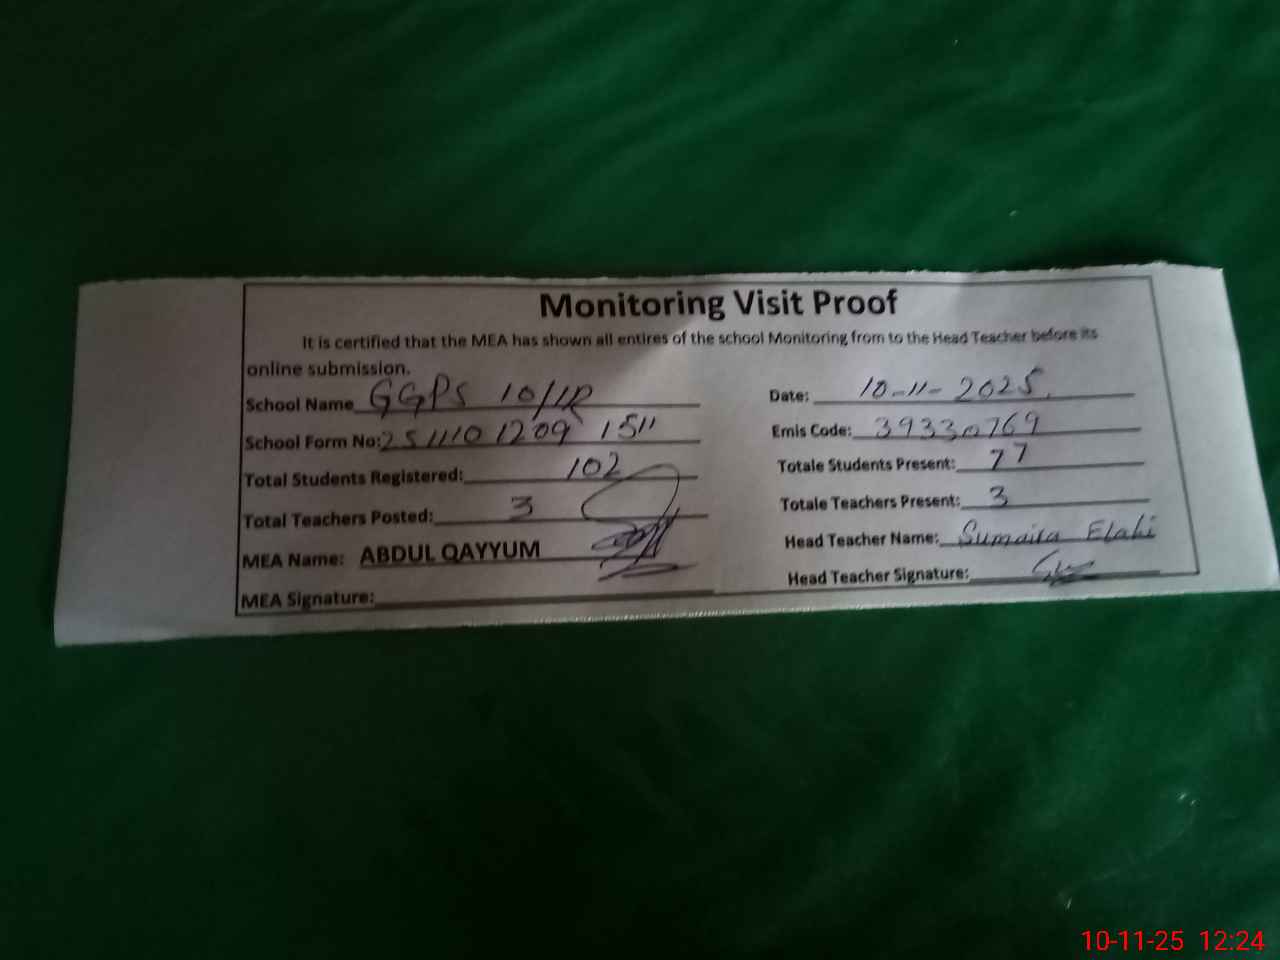 Monitoring Visit Proof
It is certified that the MEA has shown all entires of the school Monitoring from to the Head Teacher before its
online submission.
School Name GGPS 10/1R
Date: 10-11-2025.
School Form No: 251110 1209 1511
Emis Code: 39330769
Total Students Registered: 102
Totale Students Present: 77
Total Teachers Posted: 3
Totale Teachers Present: 3
MEA Name: ABDUL QAYYUM
Head Teacher Name: Sumaira Elahi
MEA Signature:
Head Teacher Signature:
10-11-25 12:24